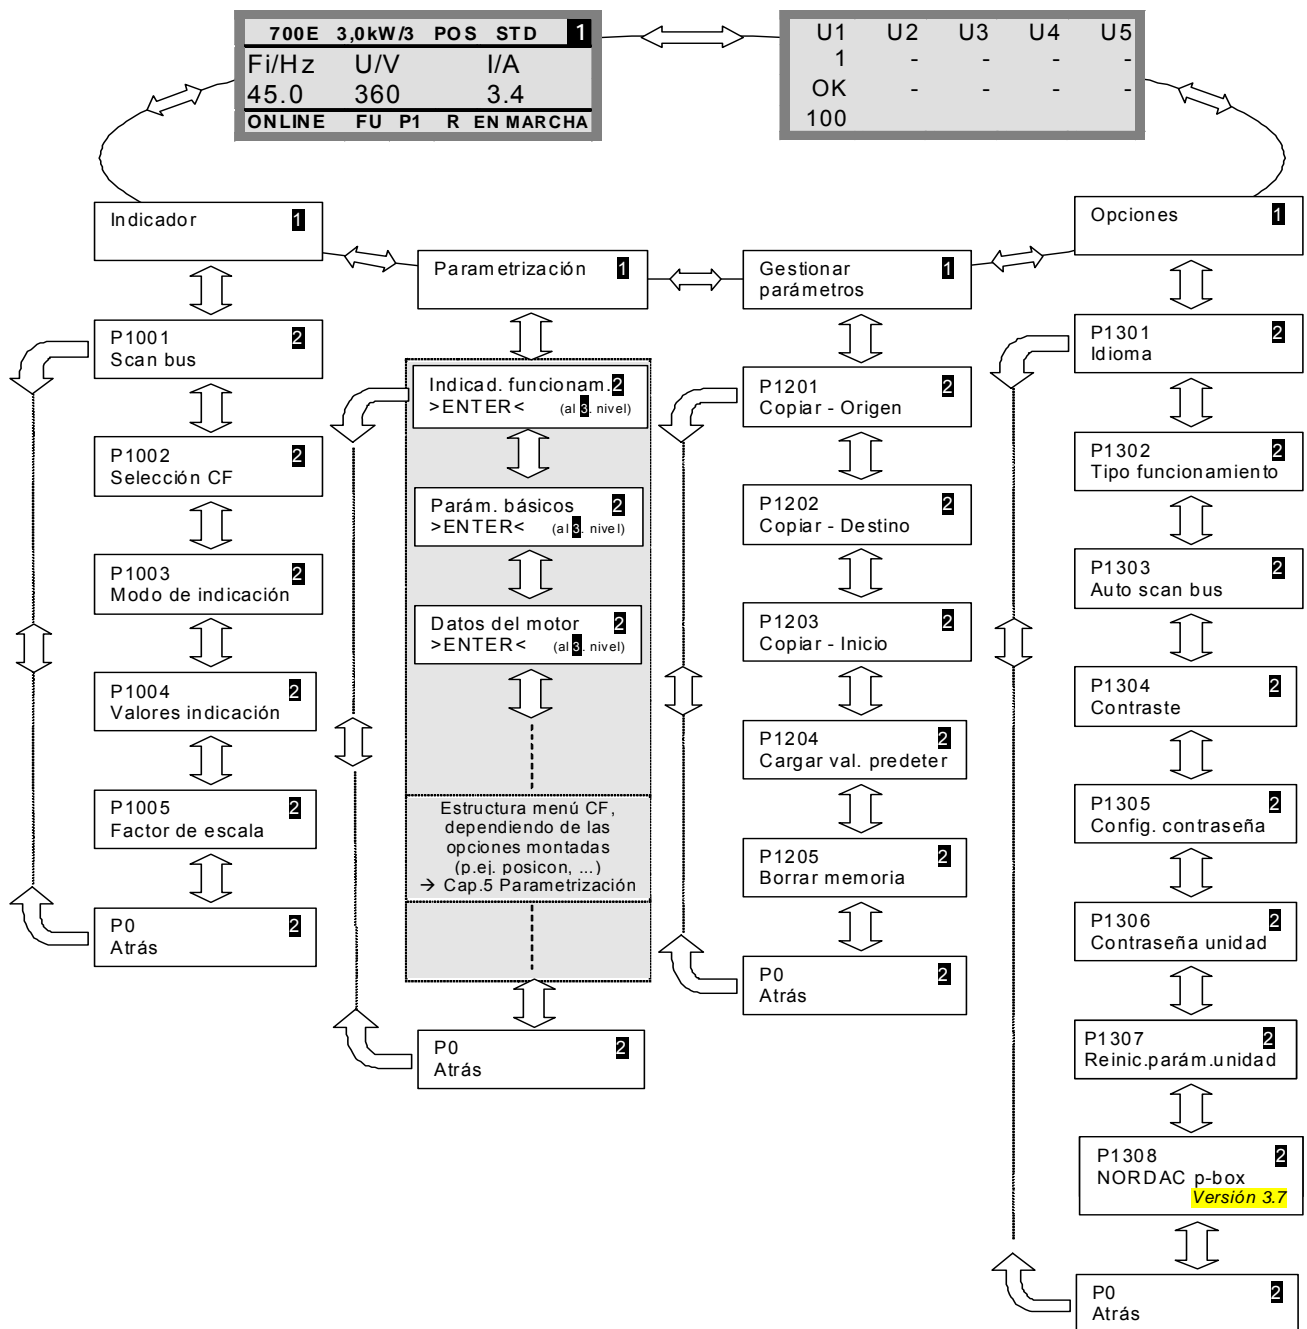 700E 3,0kW/3 POS STD 1
Fi/Hz U/V I/A
45.0 360 3.4
ONLINE FU P1 R EN MARCHA
U1 U2 U3 U4 U5
1 - - - -
OK - - - -
100
Indicador 1
P1001 2
Scan bus
P1002 2
Selección CF
P1003 2
Modo de indicación
P1004 2
Valores indicación
P1005 2
Factor de escala
P0 2
Atrás
Parametrización 1
Indicad. funcionam. 2
>ENTER< (al 3. nivel)
Parám. básicos 2
>ENTER< (al 3. nivel)
Datos del motor 2
>ENTER< (al 3. nivel)
Estructura menú CF,
dependiendo de las
opciones montadas
(p.ej. posicon, ...)
→ Cap.5 Parametrización
P0 2
Atrás
Gestionar 1
parámetros
P1201 2
Copiar - Origen
P1202 2
Copiar - Destino
P1203 2
Copiar - Inicio
P1204 2
Cargar val. predeter
P1205 2
Borrar memoria
P0 2
Atrás
Opciones 1
P1301 2
Idioma
P1302 2
Tipo funcionamiento
P1303 2
Auto scan bus
P1304 2
Contraste
P1305 2
Config. contraseña
P1306 2
Contraseña unidad
P1307 2
Reinic.parám.unidad
P1308 2
NORDAC p-box
Versión 3.7
P0 2
Atrás